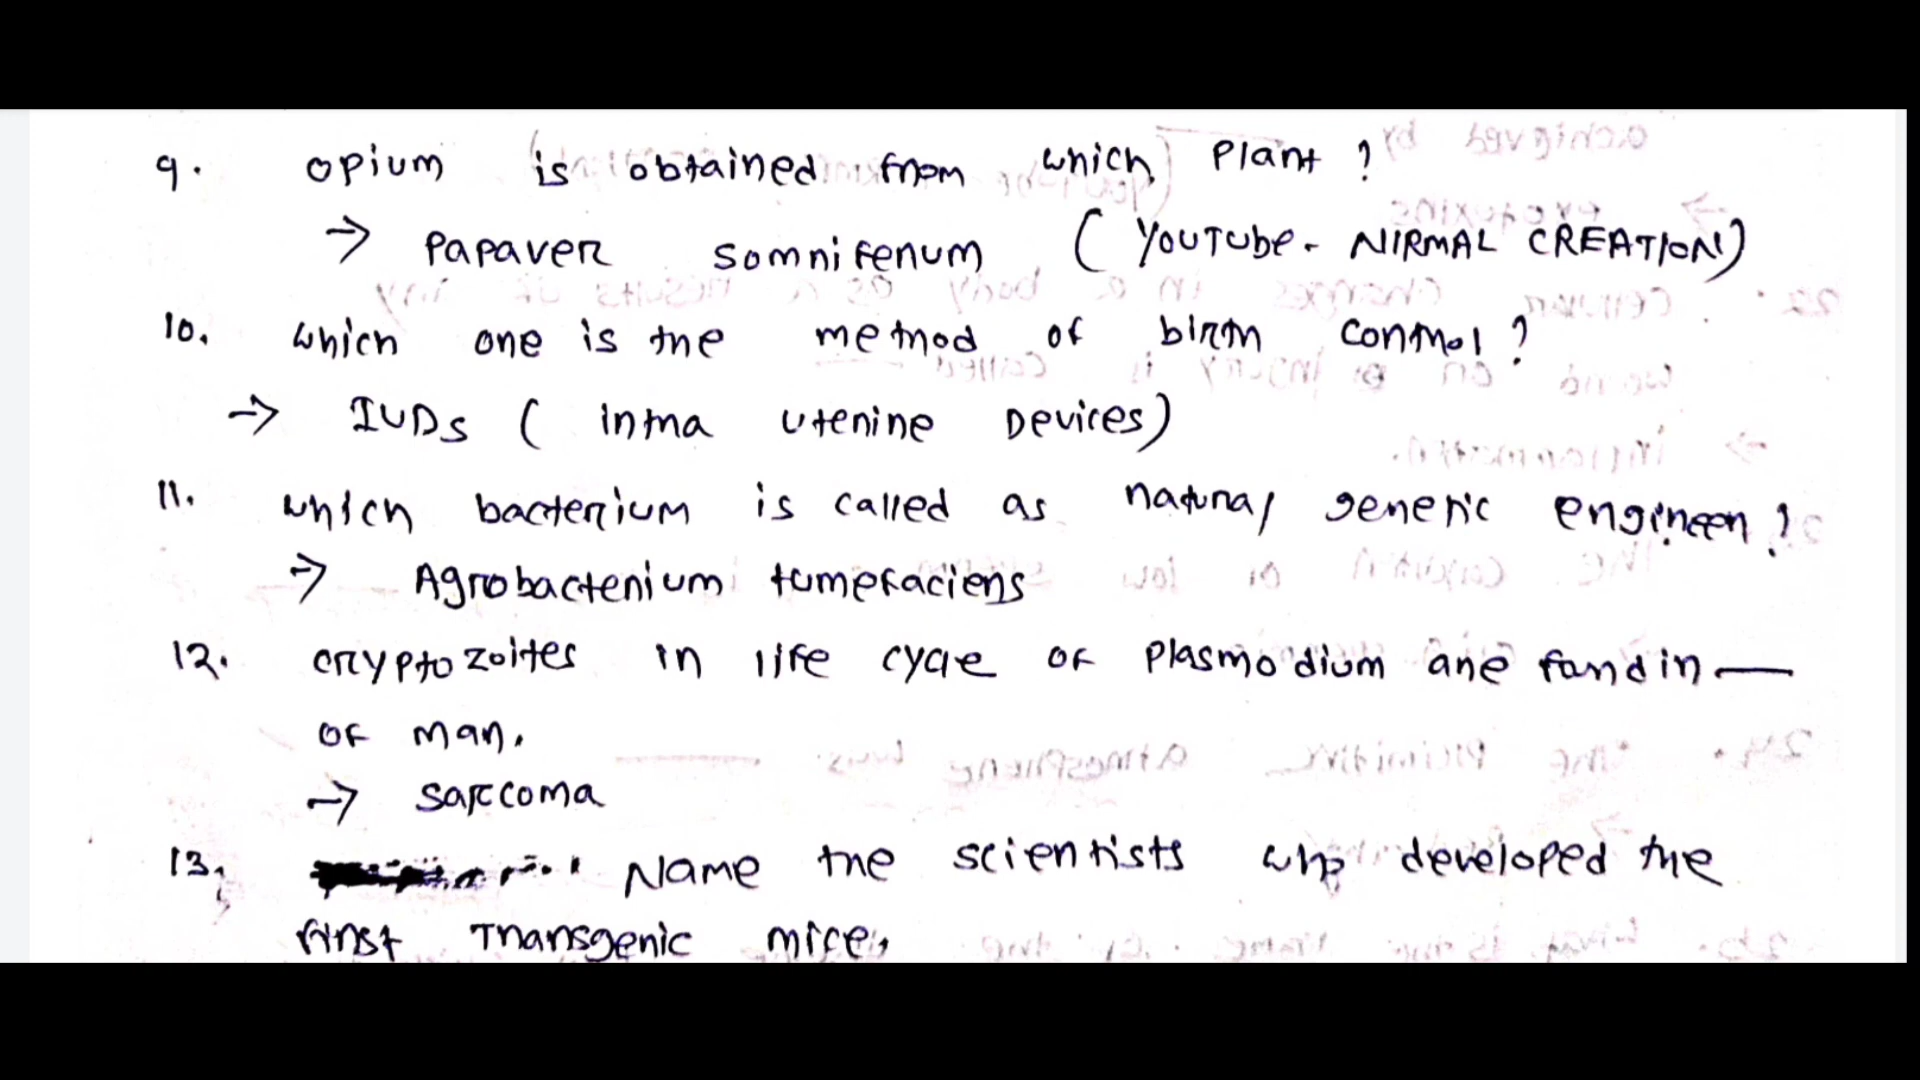 9. Opium is obtained from which plant ?
→ Papaver somniferum (YouTube - NIRMAL CREATION)
10. which one is the method of birth control ?
→ IUDs ( intra uterine Devices)
11. which bacterium is called as natural genetic engineer ?
→ Agrobacterium tumefaciens
12. cryptozoites in life cycle of plasmodium are found in —
of man.
→ sarcoma
13. Name the scientists who developed the
first Transgenic mice,